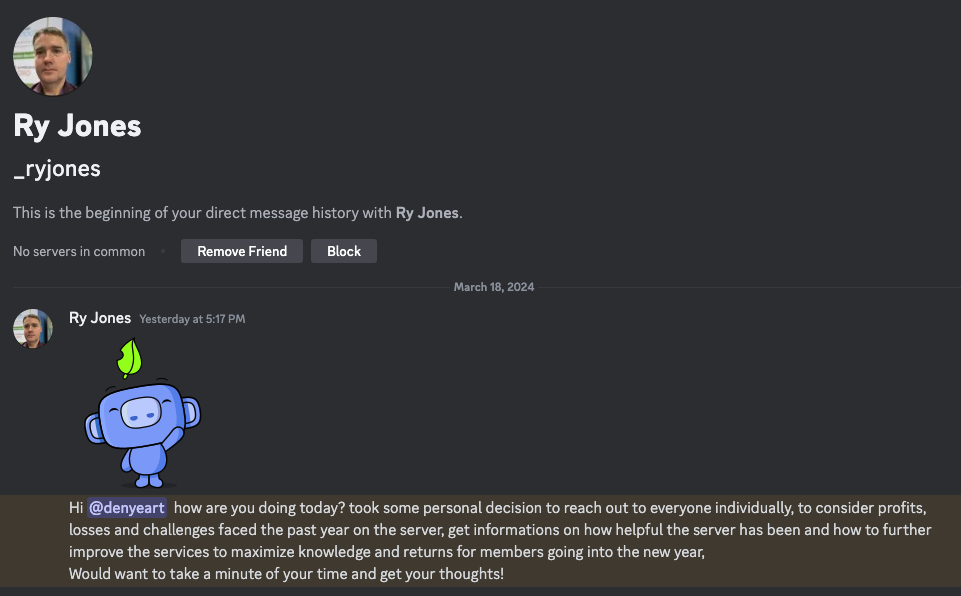 Ry Jones
_ryjones
This is the beginning of your direct message history with Ry Jones.
No servers in common • Remove Friend Block
March 18, 2024
Ry Jones Yesterday at 5:17 PM
Hi @denyeart how are you doing today? took some personal decision to reach out to everyone individually, to consider profits,
losses and challenges faced the past year on the server, get informations on how helpful the server has been and how to further
improve the services to maximize knowledge and returns for members going into the new year,
Would want to take a minute of your time and get your thoughts!